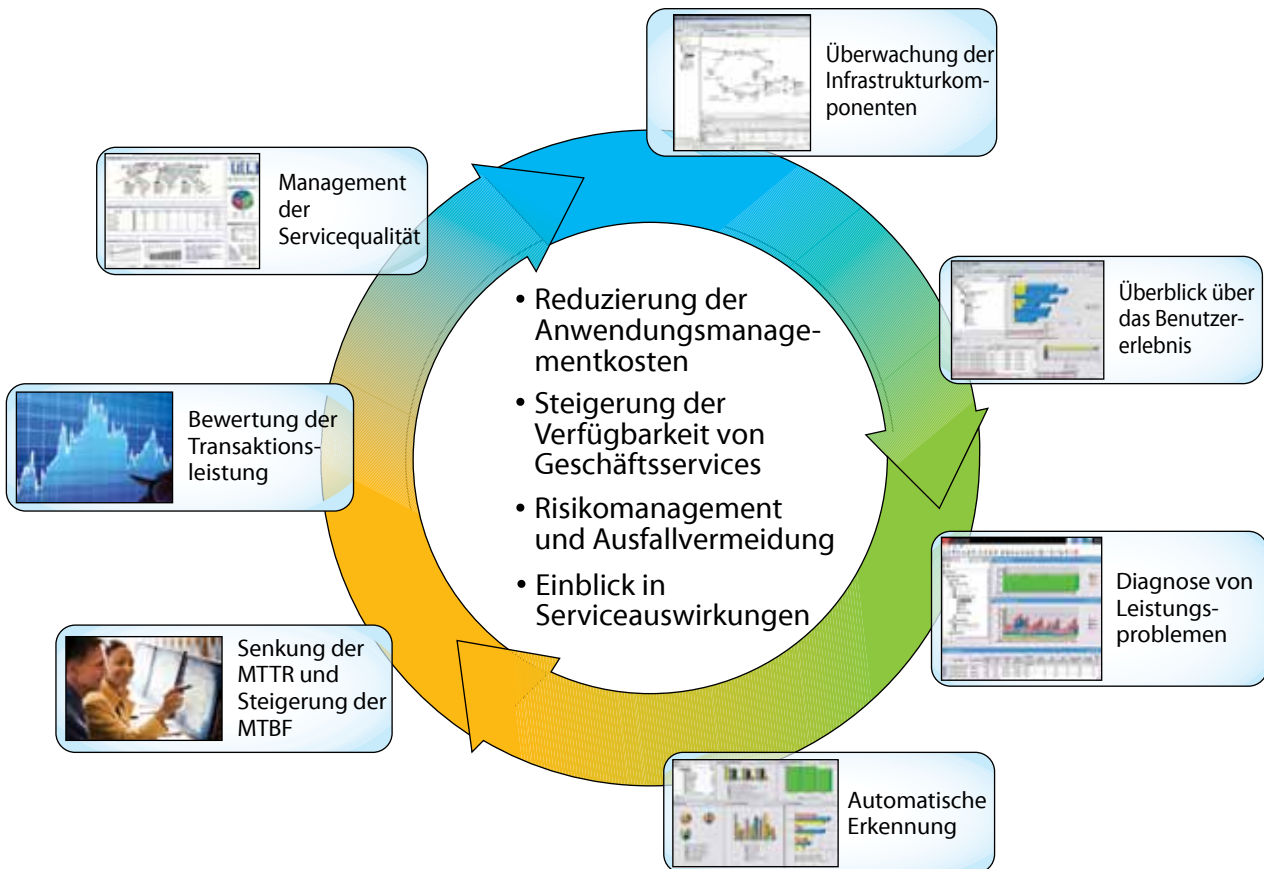 Überwachung der
Infrastrukturkom-
ponenten
Management
der
Servicequalität
Überblick über
das Benutzer-
erlebnis
• Reduzierung der
Anwendungsmanage-
mentkosten
• Steigerung der
Verfügbarkeit von
Geschäftsservices
• Risikomanagement
und Ausfallvermeidung
• Einblick in
Serviceauswirkungen
Bewertung der
Transaktions-
leistung
Diagnose von
Leistungs-
problemen
Senkung der
MTTR und
Steigerung der
MTBF
Automatische
Erkennung